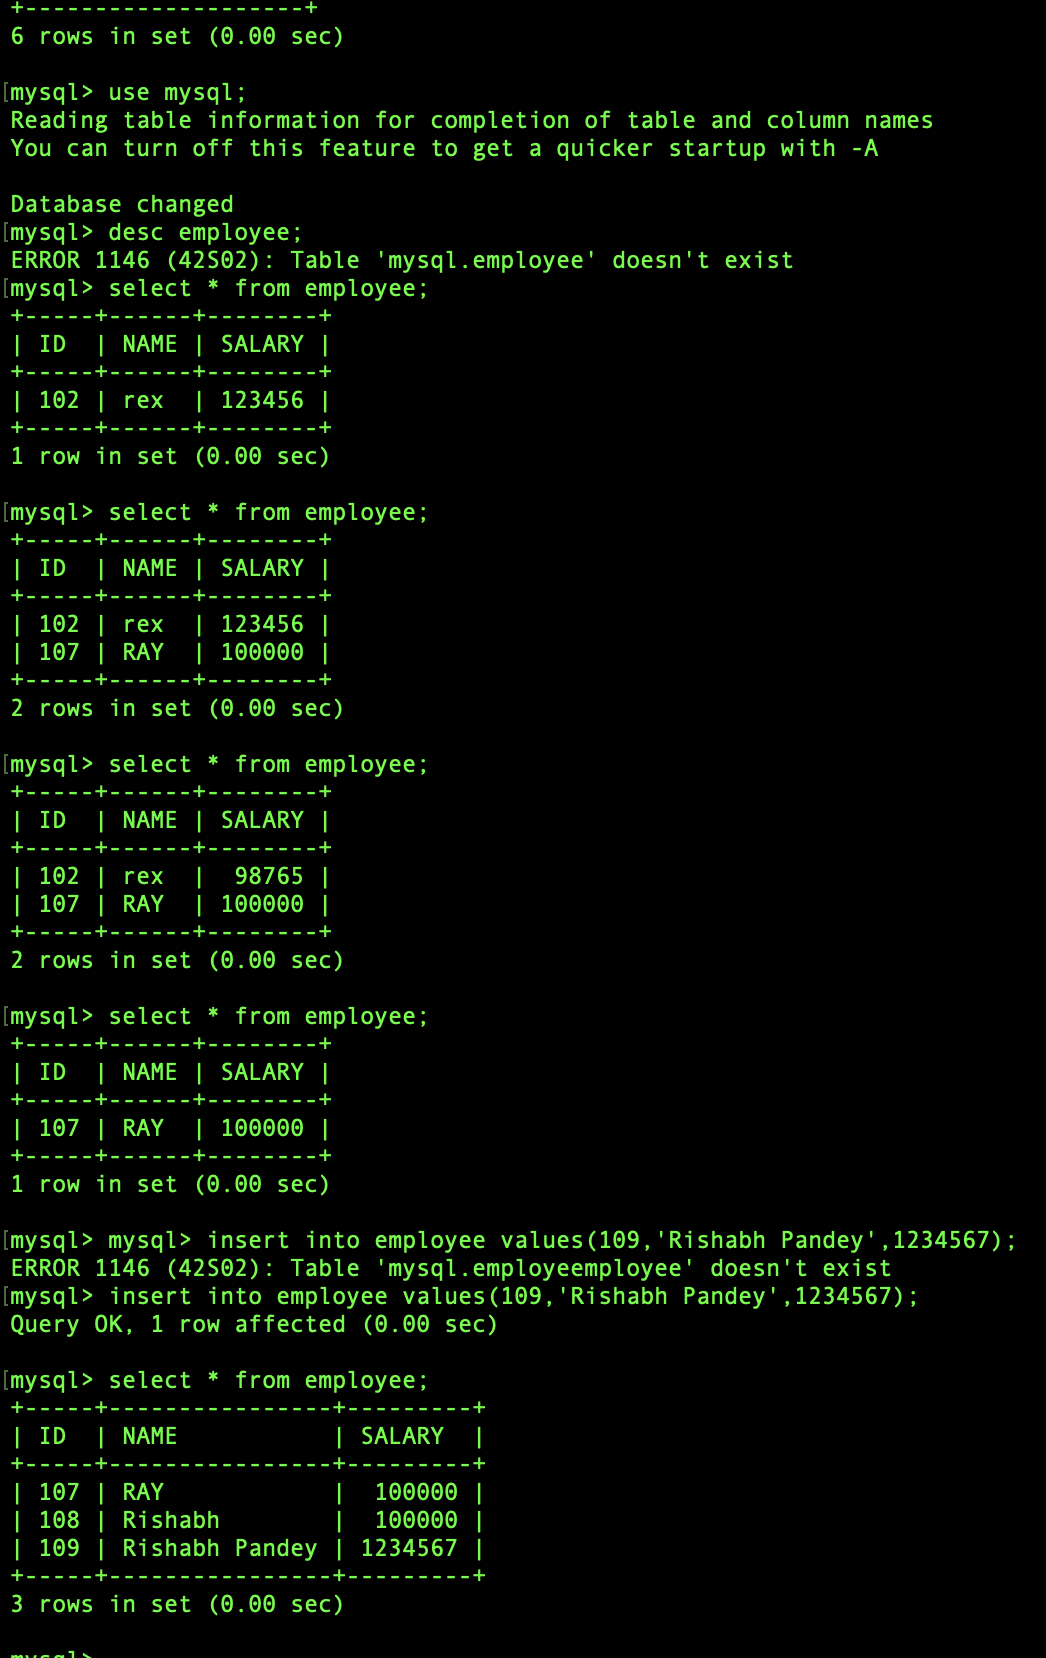 +--------------------+
6 rows in set (0.00 sec)
[mysql> use mysql;
Reading table information for completion of table and column names
You can turn off this feature to get a quicker startup with -A
Database changed
[mysql> desc employee;
ERROR 1146 (42S02): Table 'mysql.employee' doesn't exist
[mysql> select * from employee;
+-----+------+--------+
| ID  | NAME | SALARY |
+-----+------+--------+
| 102 | rex  | 123456 |
+-----+------+--------+
1 row in set (0.00 sec)
[mysql> select * from employee;
+-----+------+--------+
| ID  | NAME | SALARY |
+-----+------+--------+
| 102 | rex  | 123456 |
| 107 | RAY  | 100000 |
+-----+------+--------+
2 rows in set (0.00 sec)
[mysql> select * from employee;
+-----+------+--------+
| ID  | NAME | SALARY |
+-----+------+--------+
| 102 | rex  |  98765 |
| 107 | RAY  | 100000 |
+-----+------+--------+
2 rows in set (0.00 sec)
[mysql> select * from employee;
+-----+------+--------+
| ID  | NAME | SALARY |
+-----+------+--------+
| 107 | RAY  | 100000 |
+-----+------+--------+
1 row in set (0.00 sec)
[mysql> mysql> insert into employee values(109,'Rishabh Pandey',1234567);
ERROR 1146 (42S02): Table 'mysql.employeemployee' doesn't exist
[mysql> insert into employee values(109,'Rishabh Pandey',1234567);
Query OK, 1 row affected (0.00 sec)
[mysql> select * from employee;
+-----+----------------+---------+
| ID  | NAME           | SALARY  |
+-----+----------------+---------+
| 107 | RAY            |  100000 |
| 108 | Rishabh        |  100000 |
| 109 | Rishabh Pandey | 1234567 |
+-----+----------------+---------+
3 rows in set (0.00 sec)
mysql>